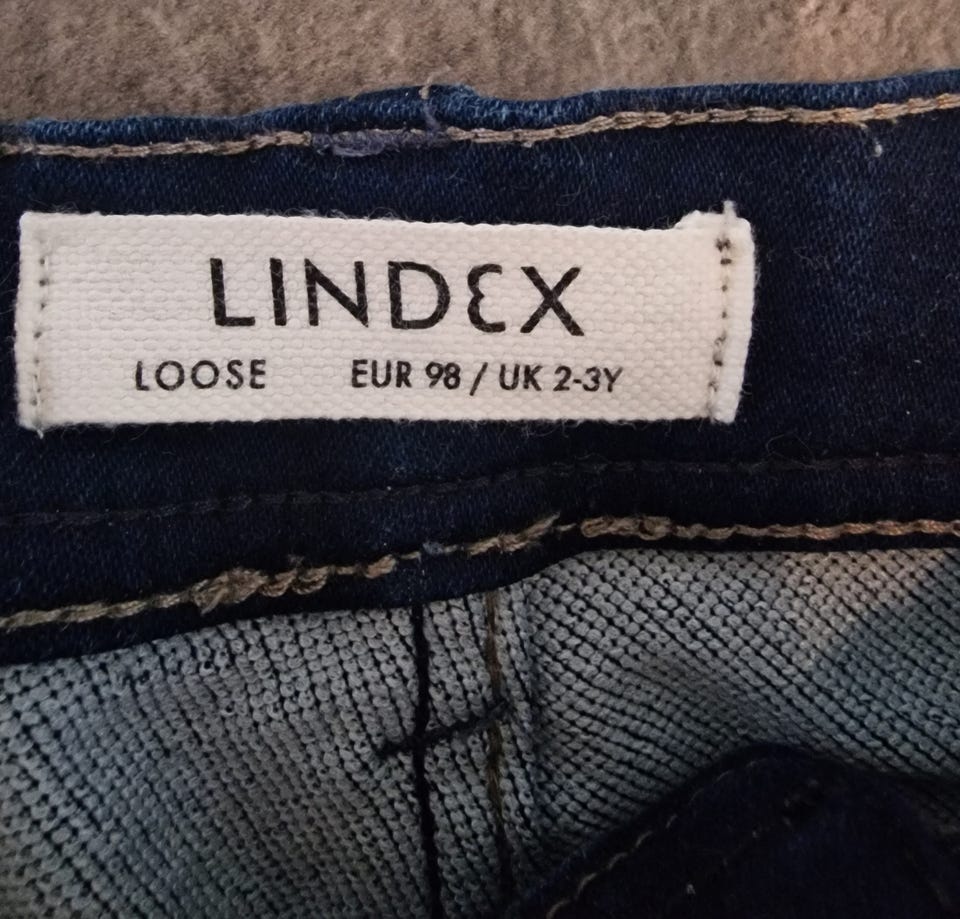 LINDEX
LOOSE EUR 98 / UK 2-3Y